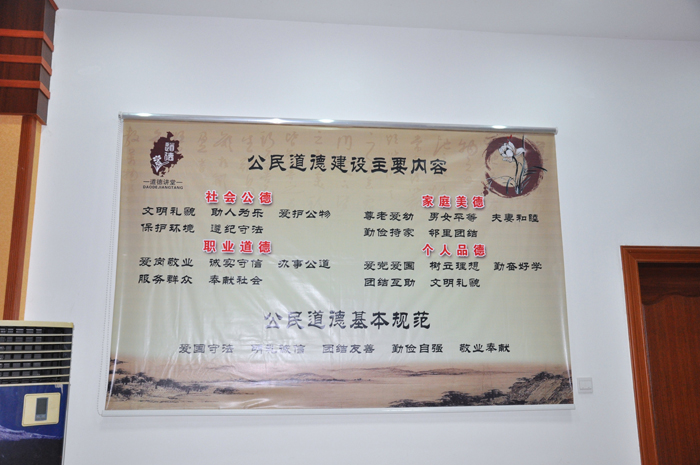 公民道德建设主要内容
道德讲堂
DAODE JIANGTANG
社会公德
文明礼貌 助人为乐 爱护公物
保护环境 遵纪守法
家庭美德
尊老爱幼 男女平等 夫妻和睦
勤俭持家 邻里团结
职业道德
爱岗敬业 诚实守信 办事公道
服务群众 奉献社会
个人品德
爱党爱国 树立理想 勤奋好学
团结互助 文明礼貌
公民道德基本规范
爱国守法 明礼诚信 团结友善 勤俭自强 敬业奉献